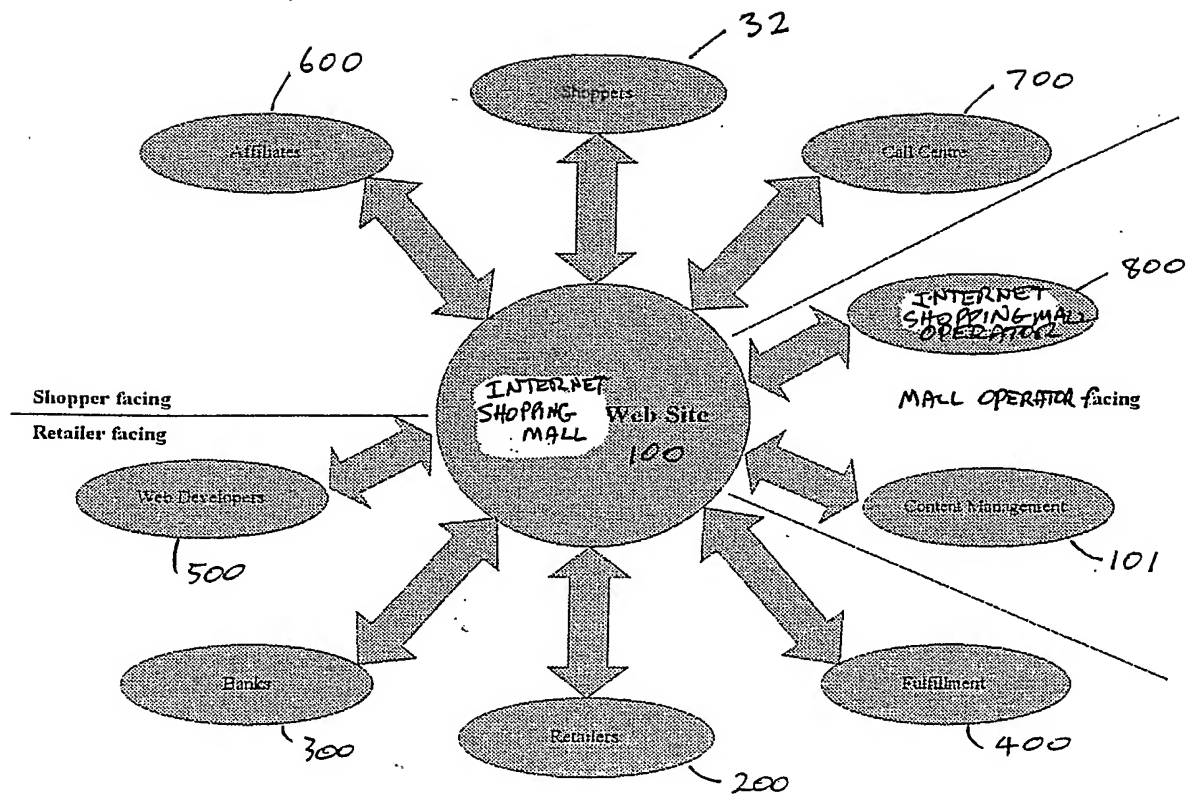 32
600
Shoppers
700
Affiliates
Call Centre
800
INTERNET
SHOPPING MALL
OPERATOR
INTERNET
SHOPPING
MALL
Web Site
100
Shopper facing
MALL OPERATOR facing
Retailer facing
Web Developers
Content Management
500
101
Banks
Fulfillment
Retailers
300
400
200